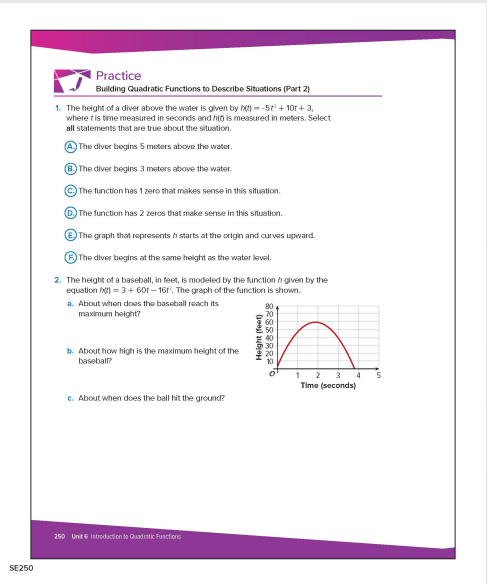 Practice
Building Quadratic Functions to Describe Situations (Part 2)
1. The height of a diver above the water is given by h(t) = -5t² + 10t + 3,
where t is time measured in seconds and h(t) is measured in meters. Select
all statements that are true about the situation.
A. The diver begins 5 meters above the water.
B. The diver begins 3 meters above the water.
C. The function has 1 zero that makes sense in this situation.
D. The function has 2 zeros that make sense in this situation.
E. The graph that represents h starts at the origin and curves upward.
F. The diver begins at the same height as the water level.
2. The height of a baseball, in feet, is modeled by the function h given by the
equation h(t) = 3 + 60t − 16t². The graph of the function is shown.
a. About when does the baseball reach its
maximum height?
b. About how high is the maximum height of the
baseball?
c. About when does the ball hit the ground?
Height (feet)
80
70
60
50
40
30
20
10
O 1 2 3 4 5
Time (seconds)
250 Unit 6 Introduction to Quadratic Functions
SE250